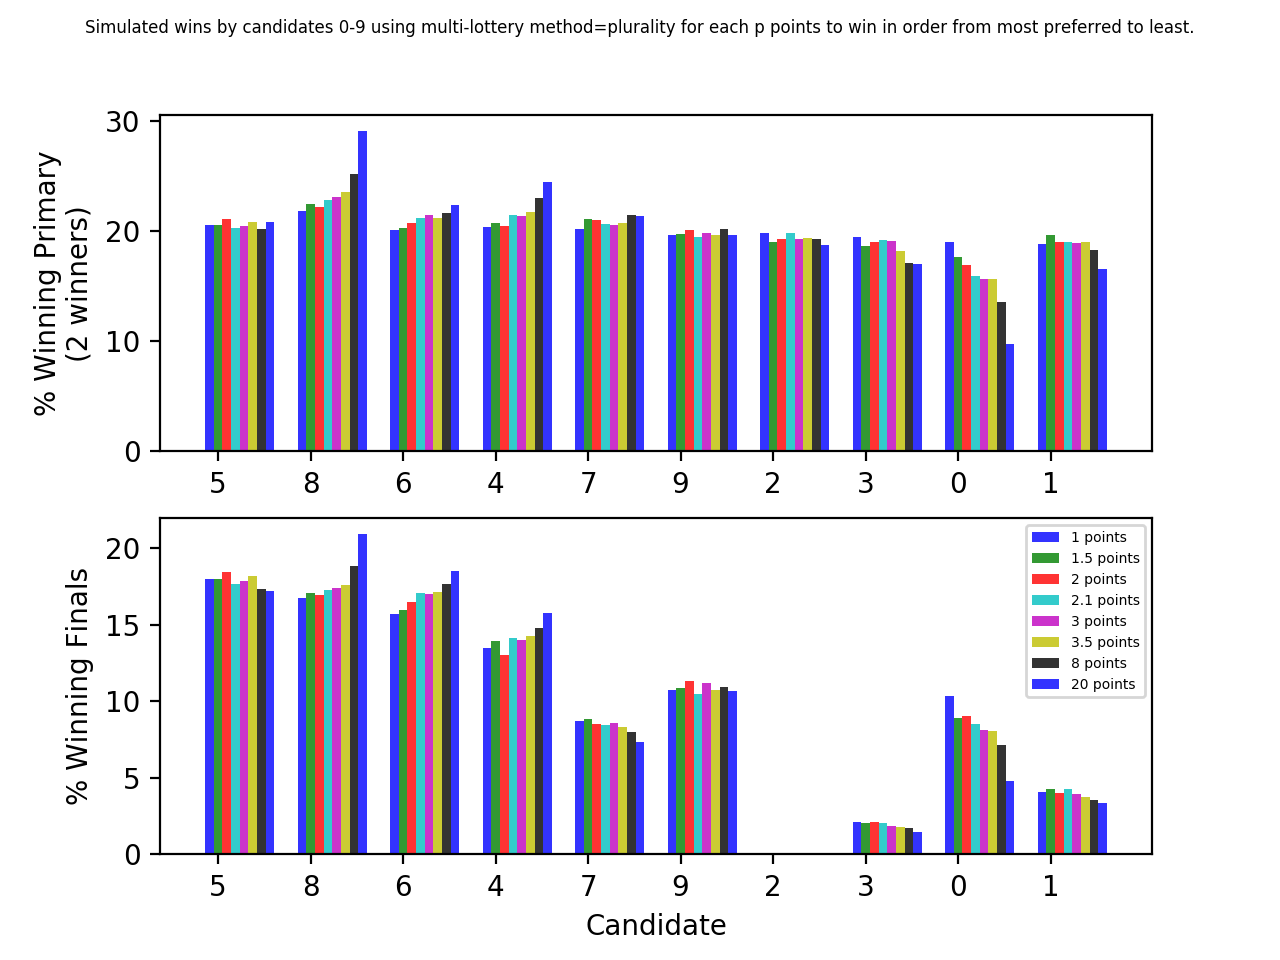 Simulated wins by candidates 0-9 using multi-lottery method=plurality for each p points to win in order from most preferred to least.
% Winning Primary
(2 winners)
30
20
10
0
5 8 6 4 7 9 2 3 0 1
% Winning Finals
20
15
10
5
0
1 points
1.5 points
2 points
2.1 points
3 points
3.5 points
8 points
20 points
5 8 6 4 7 9 2 3 0 1
Candidate